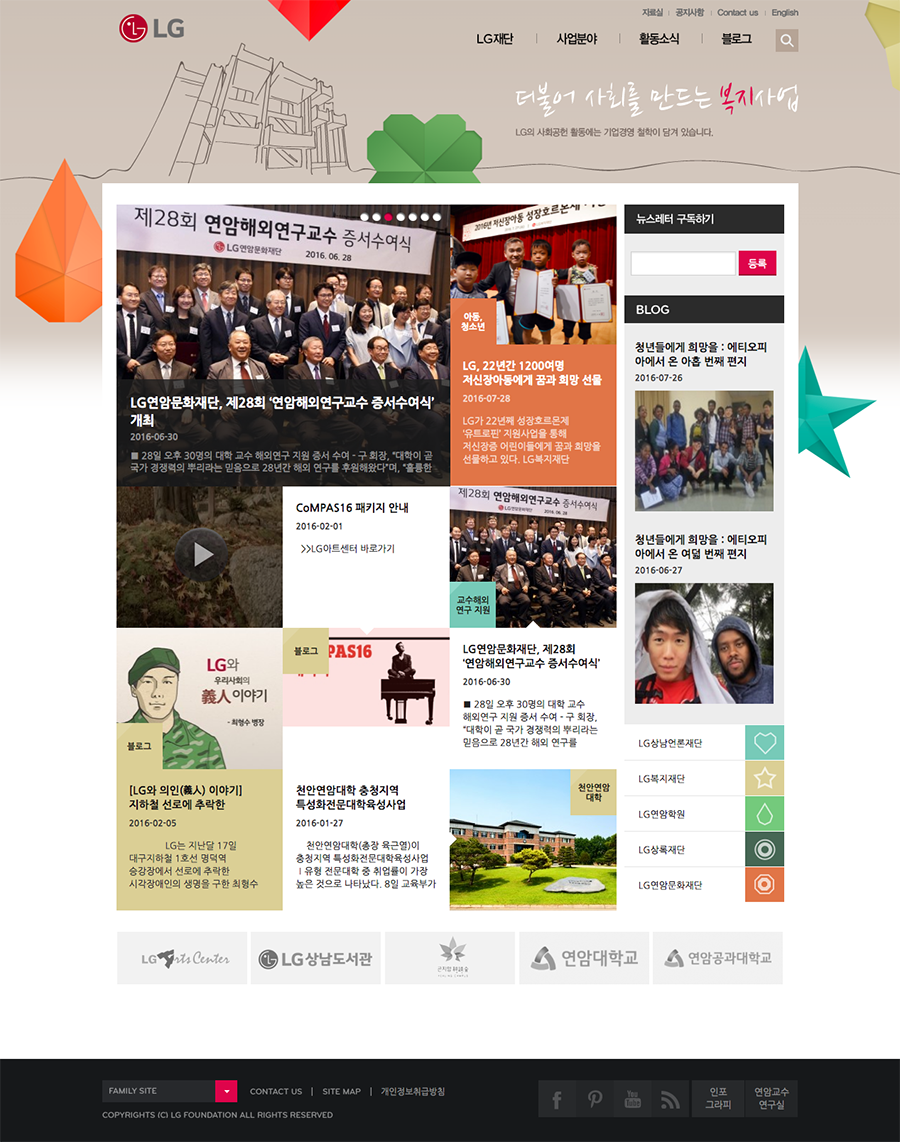 LG
자료실 | 공지사항 | Contact us | English
LG재단 | 사업분야 | 활동소식 | 블로그
더불어 사회를 만드는 복지사업
LG의 사회공헌 활동에는 기업경영 철학이 담겨 있습니다.
제28회 연암해외연구교수 증서수여식
LG연암문화재단 2016. 06. 28
LG연암문화재단, 제28회 ‘연암해외연구교수 증서수여식’
개최
2016-06-30
■ 28일 오후 30명의 대학 교수 해외연구 지원 증서 수여 - 구 회장, “대학이 곧
국가 경쟁력의 뿌리라는 믿음으로 28년간 해외 연구를 후원해왔다”며, “훌륭한
2016년 저신장아동 성장호르몬제
아동,
청소년
LG, 22년간 1200여명
저신장아동에게 꿈과 희망 선물
2016-07-28
LG가 22년째 성장호르몬제
‘유트로핀’ 지원사업을 통해
저신장증 어린이들에게 꿈과 희망을
선물하고 있다. LG복지재단
뉴스레터 구독하기
등록
BLOG
청년들에게 희망을 : 에티오피
아에서 온 아홉 번째 편지
2016-07-26
청년들에게 희망을 : 에티오피
아에서 온 여덟 번째 편지
2016-06-27
CoMPAS16 패키지 안내
2016-02-01
>>LG아트센터 바로가기
제28회 연암해외연구교수 증서수여식
LG연암문화재단 2016. 06. 28
교수해외
연구 지원
LG연암문화재단, 제28회
‘연암해외연구교수 증서수여식’
2016-06-30
■ 28일 오후 30명의 대학 교수
해외연구 지원 증서 수여 - 구 회장,
“대학이 곧 국가 경쟁력의 뿌리라는
믿음으로 28년간 해외 연구를
LG와
우리사회의
義人 이야기
- 최형수 병장
블로그
[LG와 의인(義人) 이야기]
지하철 선로에 추락한
2016-02-05
LG는 지난달 17일
대구지하철 1호선 명덕역
승강장에서 선로에 추락한
시각장애인의 생명을 구한 최형수
블로그
PAS16
천안연암대학 충청지역
특성화전문대학육성사업
2016-01-27
천안연암대학(총장 육근열)이
충청지역 특성화전문대학육성사업
Ⅰ유형 전문대학 중 취업률이 가장
높은 것으로 나타났다. 8일 교육부가
천안연암
대학
LG상남언론재단
LG복지재단
LG연암학원
LG상록재단
LG연암문화재단
LG Arts Center
LG상남도서관
연암대학교
연암공과대학교
FAMILY SITE
CONTACT US | SITE MAP | 개인정보취급방침
COPYRIGHTS (C) LG FOUNDATION ALL RIGHTS RESERVED
You Tube
인포
그라피
연암교수
연구실